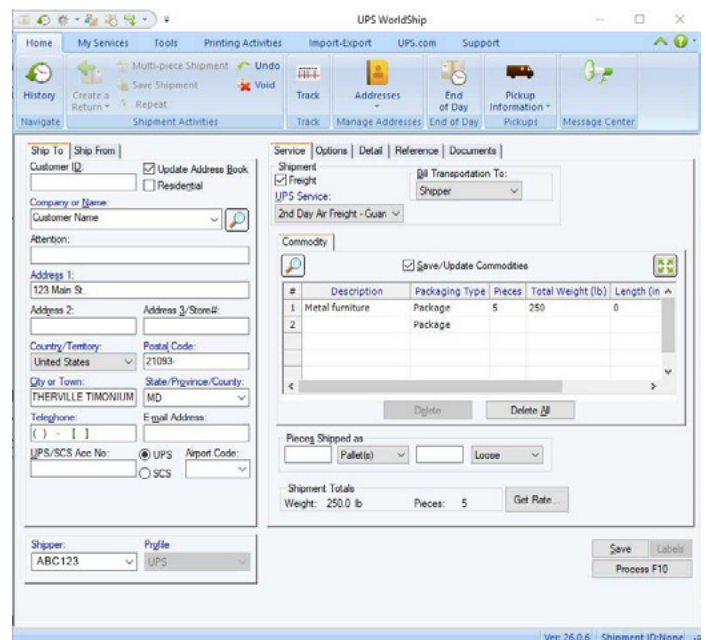 UPS WorldShip
Home My Services Tools Printing Activities Import-Export UPS.com Support
History
Create a Return
Multi-piece Shipment
Save Shipment
Repeat
Undo
Void
Track
Addresses
End of Day
Pickup Information
Navigate Shipment Activities Track Manage Addresses End of Day Pickups Message Center
Ship To Ship From
Customer ID:
Update Address Book
Residential
Company or Name:
Customer Name
Attention:
Address 1:
123 Main St.
Address 2: Address 3/Store#:
Country/Territory: Postal Code:
United States 21093-
City or Town: State/Province/County:
THERVILLE TIMONIUM MD
Telephone: E-mail Address:
( ) - [ ]
UPS/SCS Acc No: UPS Airport Code:
SCS
Shipper: Profile
ABC123 UPS
Service Options Detail Reference Documents
Shipment
Freight
Bill Transportation To:
Shipper
UPS Service:
2nd Day Air Freight - Guar
Commodity
Save/Update Commodities
# Description Packaging Type Pieces Total Weight (lb) Length (in
1 Metal furniture Package 5 250 0
2 Package
Delete Delete All
Pieces Shipped as
Pallet(s) Loose
Shipment Totals
Weight: 250.0 lb Pieces: 5 Get Rate...
Save Labels
Process F10
Ver: 26.0.6 Shipment ID:None